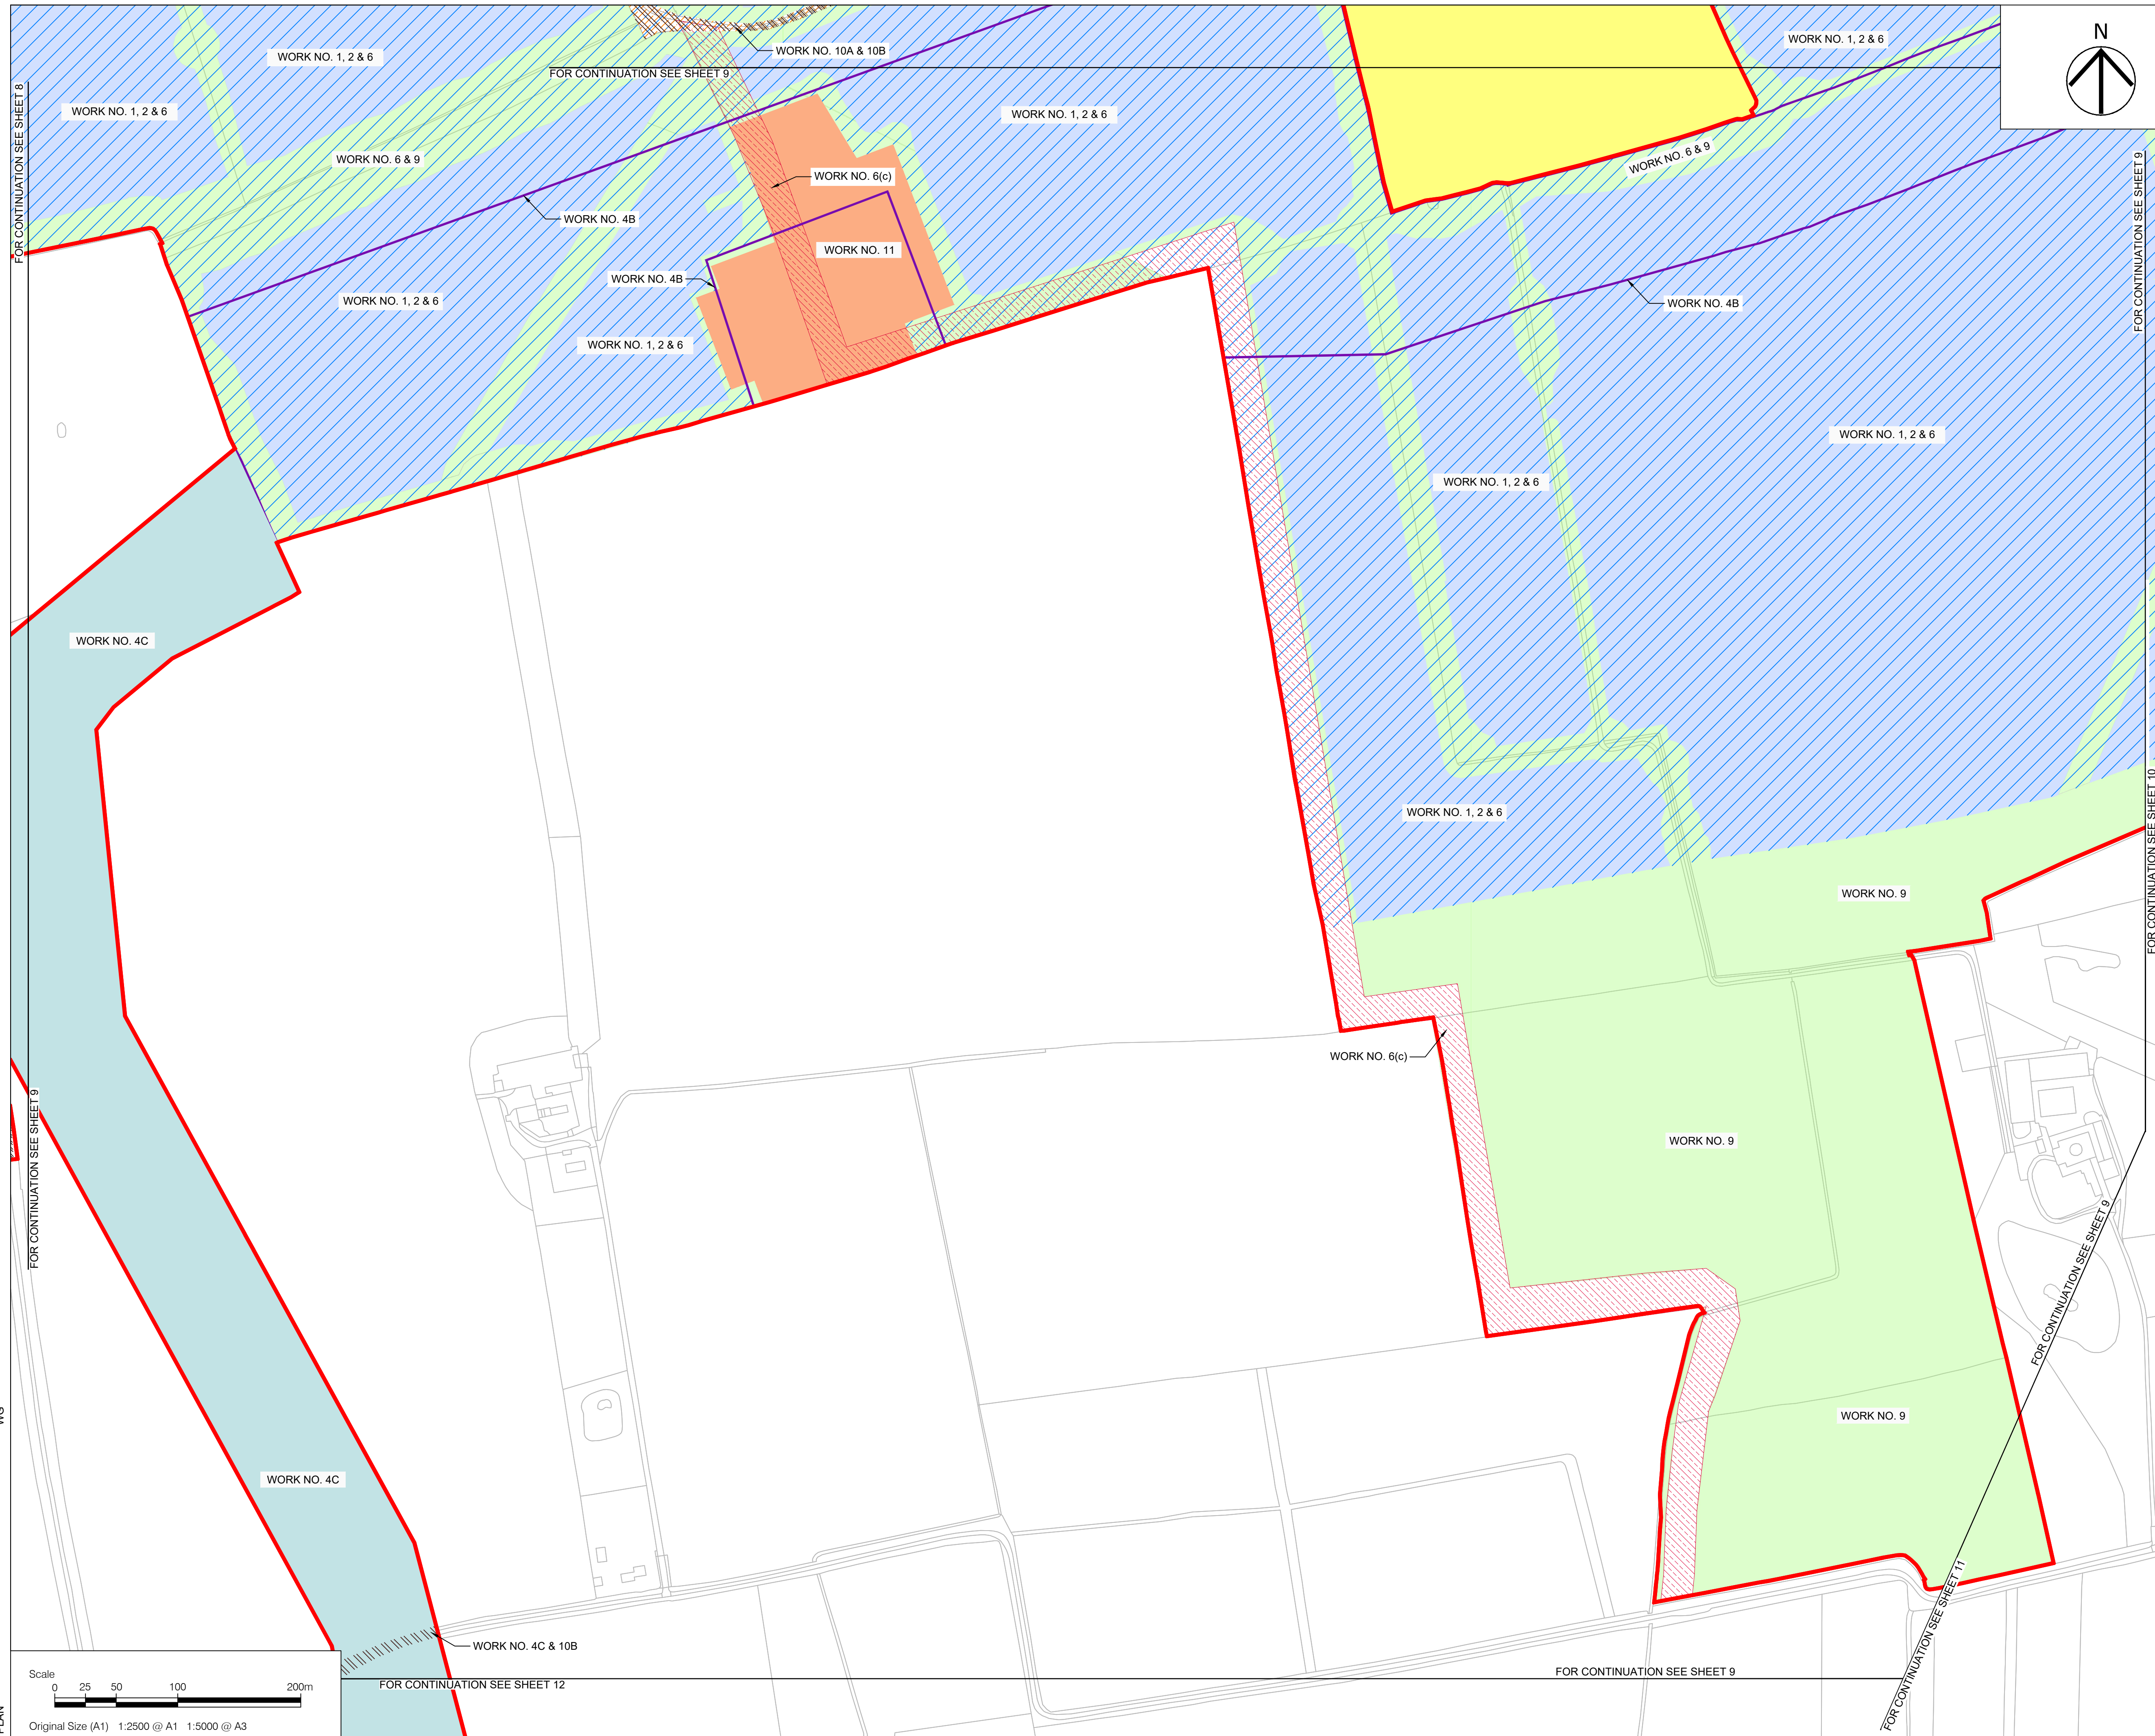 N
WORK NO. 10A & 10B
WORK NO. 1, 2 & 6
WORK NO. 1, 2 & 6
FOR CONTINUATION SEE SHEET 9
WORK NO. 1, 2 & 6
WORK NO. 1, 2 & 6
FOR CONTINUATION SEE SHEET 8
WORK NO. 6 & 9
WORK NO. 6 & 9
WORK NO. 6(c)
FOR CONTINUATION SEE SHEET 9
WORK NO. 4B
WORK NO. 11
WORK NO. 4B
WORK NO. 1, 2 & 6
WORK NO. 4B
WORK NO. 1, 2 & 6
WORK NO. 1, 2 & 6
WORK NO. 1, 2 & 6
WORK NO. 4C
WORK NO. 1, 2 & 6
FOR CONTINUATION SEE SHEET 10
WORK NO. 9
WORK NO. 6(c)
WORK NO. 9
FOR CONTINUATION SEE SHEET 9
FOR CONTINUATION SEE SHEET 9
WORK NO. 9
WORK NO. 4C
FOR CONTINUATION SEE SHEET 11
WORK NO. 4C & 10B
FOR CONTINUATION SEE SHEET 9
FOR CONTINUATION SEE SHEET 12
Scale
0 25 50 100 200m
Original Size (A1) 1:2500 @ A1 1:5000 @ A3
PLAN